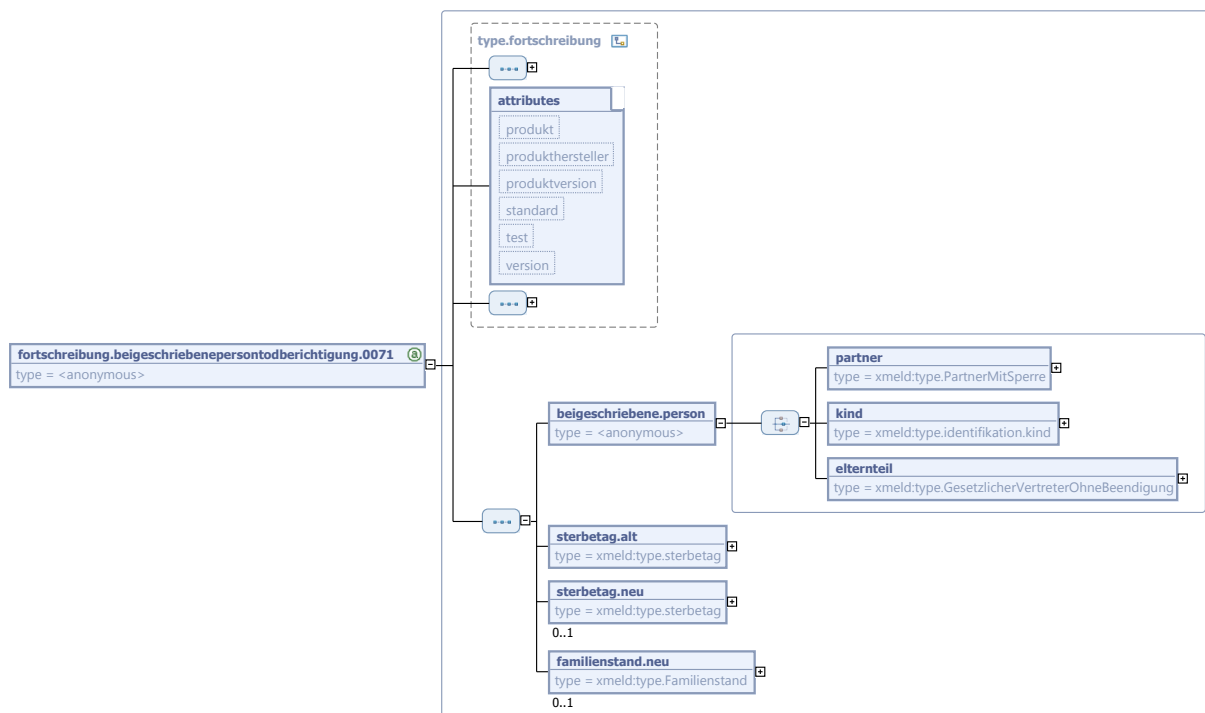 type.fortschreibung
attributes
produkt
produkthersteller
produktversion
standard
test
version
fortschreibung.beigeschriebenepersontodberichtigung.0071
type = <anonymous>
beigeschriebene.person
type = <anonymous>
partner
type = xmeld:type.PartnerMitSperre
kind
type = xmeld:type.identifikation.kind
elternteil
type = xmeld:type.GesetzlicherVertreterOhneBeendigung
sterbetag.alt
type = xmeld:type.sterbetag
sterbetag.neu
type = xmeld:type.sterbetag
0..1
familienstand.neu
type = xmeld:type.Familienstand
0..1